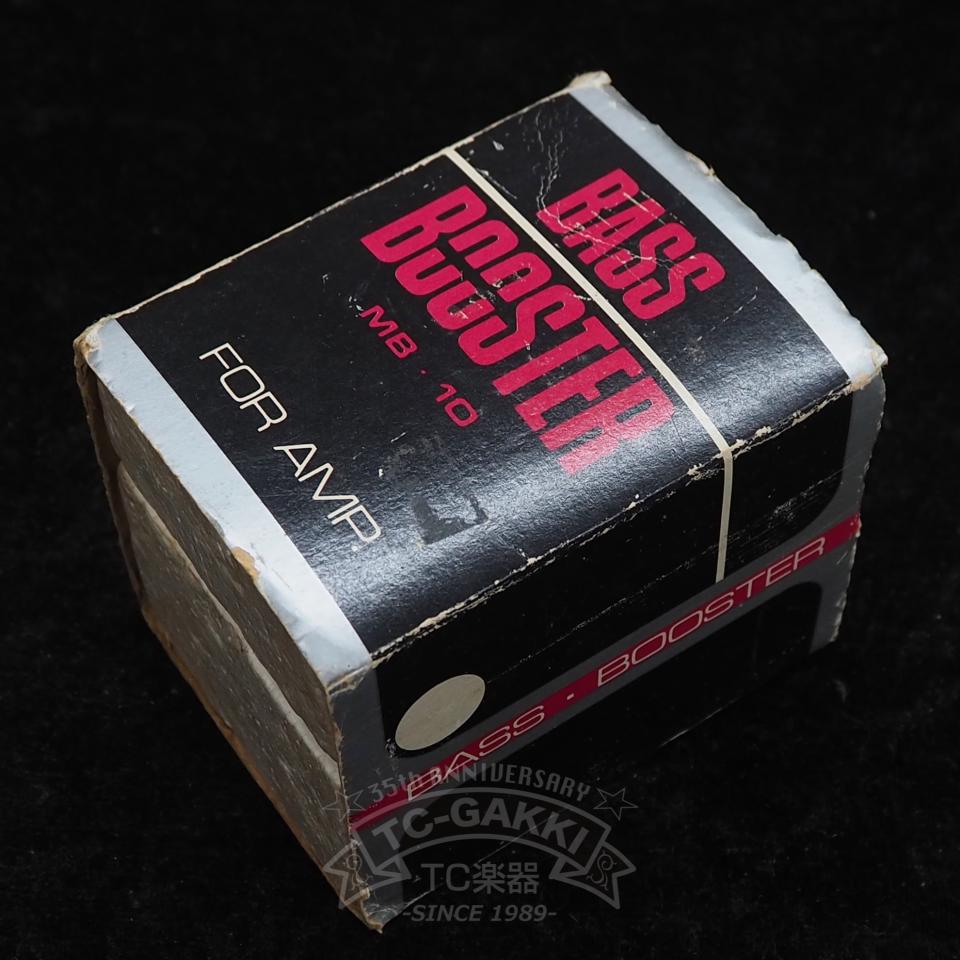 BASS
BOOSTER
MB · 10
FOR AMP.
BASS · BOOSTER
35th ANNIVERSARY
TC-GAKKI
TC楽器
-SINCE 1989-